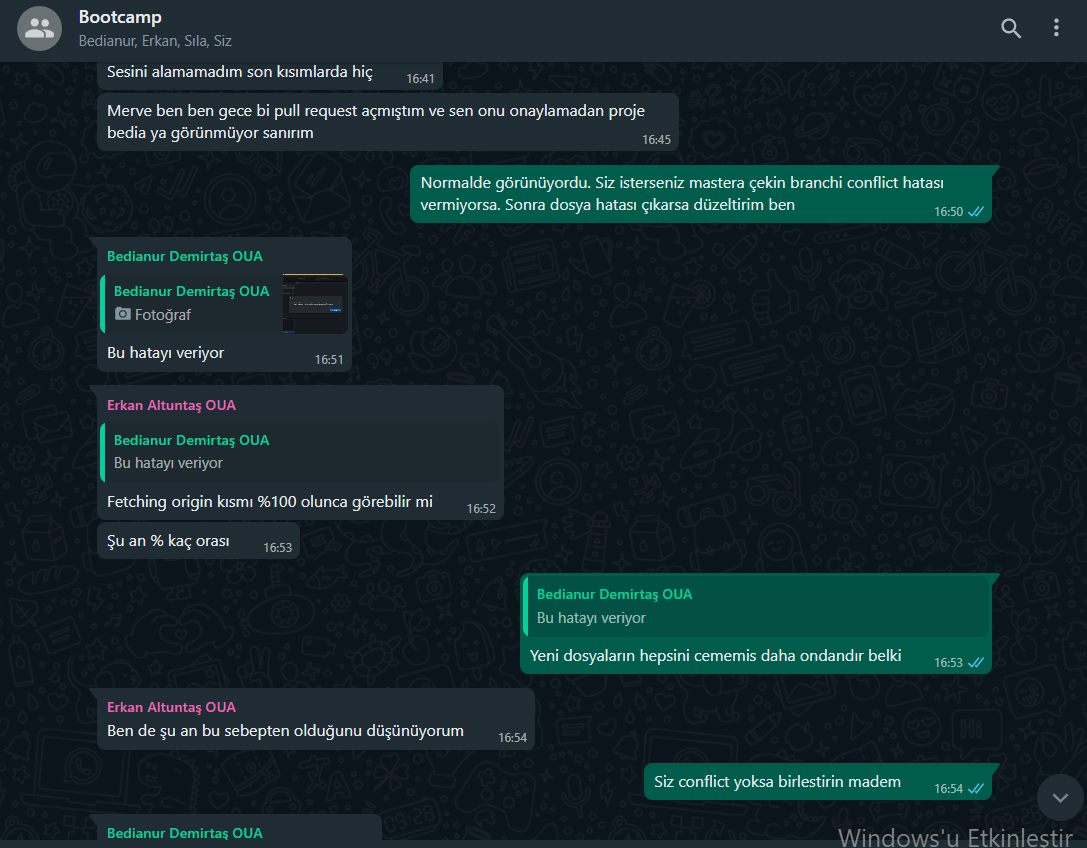 Bootcamp
Bedianur, Erkan, Sıla, Siz
Sesini alamamadım son kısımlarda hiç
16:41
Merve ben ben gece bi pull request açmıştım ve sen onu onaylamadan proje
bedia ya görünmüyor sanırım
16:45
Normalde görünüyordu. Siz isterseniz mastera çekin branchi conflict hatası
vermiyorsa. Sonra dosya hatası çıkarsa düzeltirim ben
16:50
Bedianur Demirtaş OUA
Bedianur Demirtaş OUA
Fotoğraf
Bu hatayı veriyor
16:51
Erkan Altuntaş OUA
Bedianur Demirtaş OUA
Bu hatayı veriyor
Fetching origin kısmı %100 olunca görebilir mi
16:52
Şu an % kaç orası
16:53
Bedianur Demirtaş OUA
Bu hatayı veriyor
Yeni dosyaların hepsini cememis daha ondandır belki
16:53
Erkan Altuntaş OUA
Ben de şu an bu sebepten olduğunu düşünüyorum
16:54
Siz conflict yoksa birlestirin madem
16:54
Bedianur Demirtaş OUA
Windows'u Etkinleştir